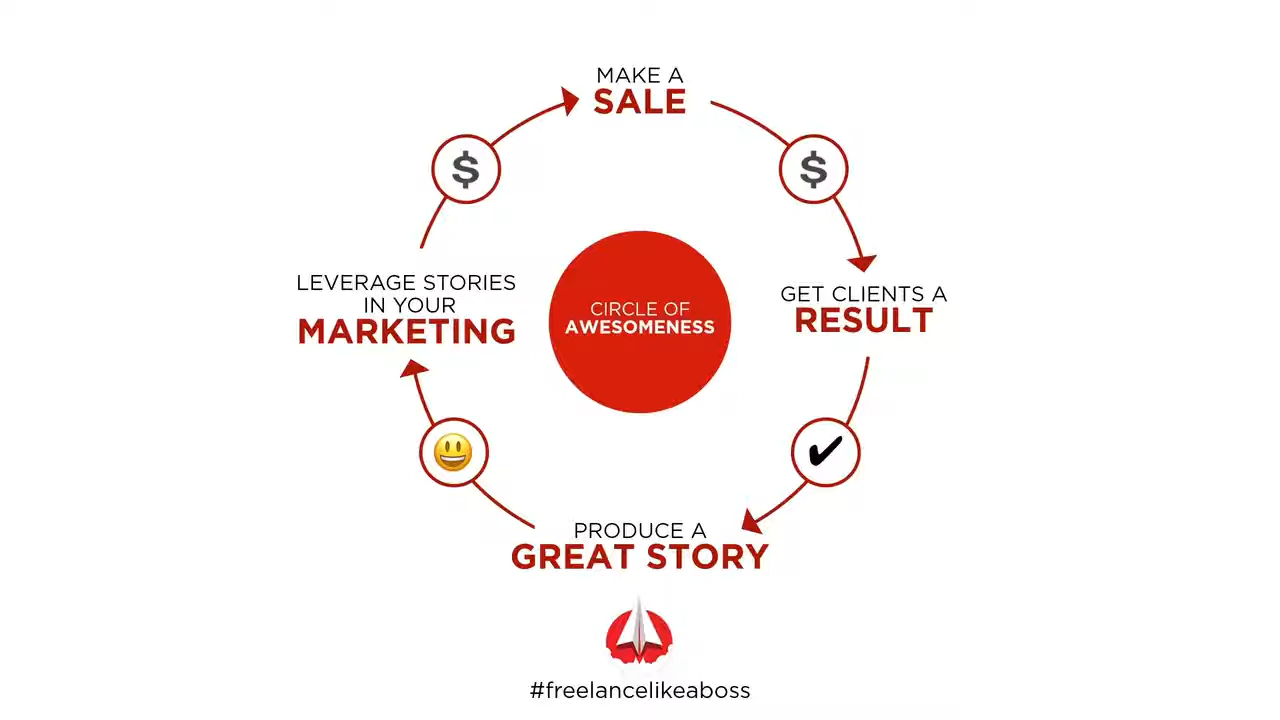 MAKE A
SALE
$
$
LEVERAGE STORIES
IN YOUR
MARKETING
CIRCLE OF
AWESOMENESS
GET CLIENTS A
RESULT
PRODUCE A
GREAT STORY
#freelancelikeaboss